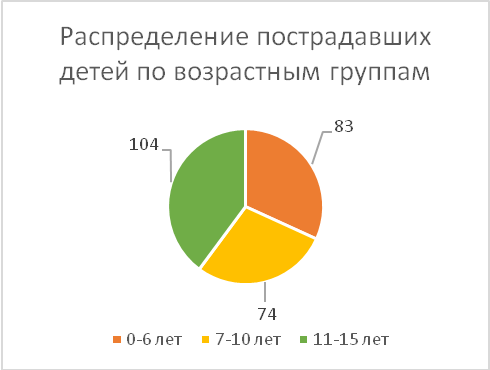 Распределение пострадавших
детей по возрастным группам
83
104
74
0-6 лет 7-10 лет 11-15 лет